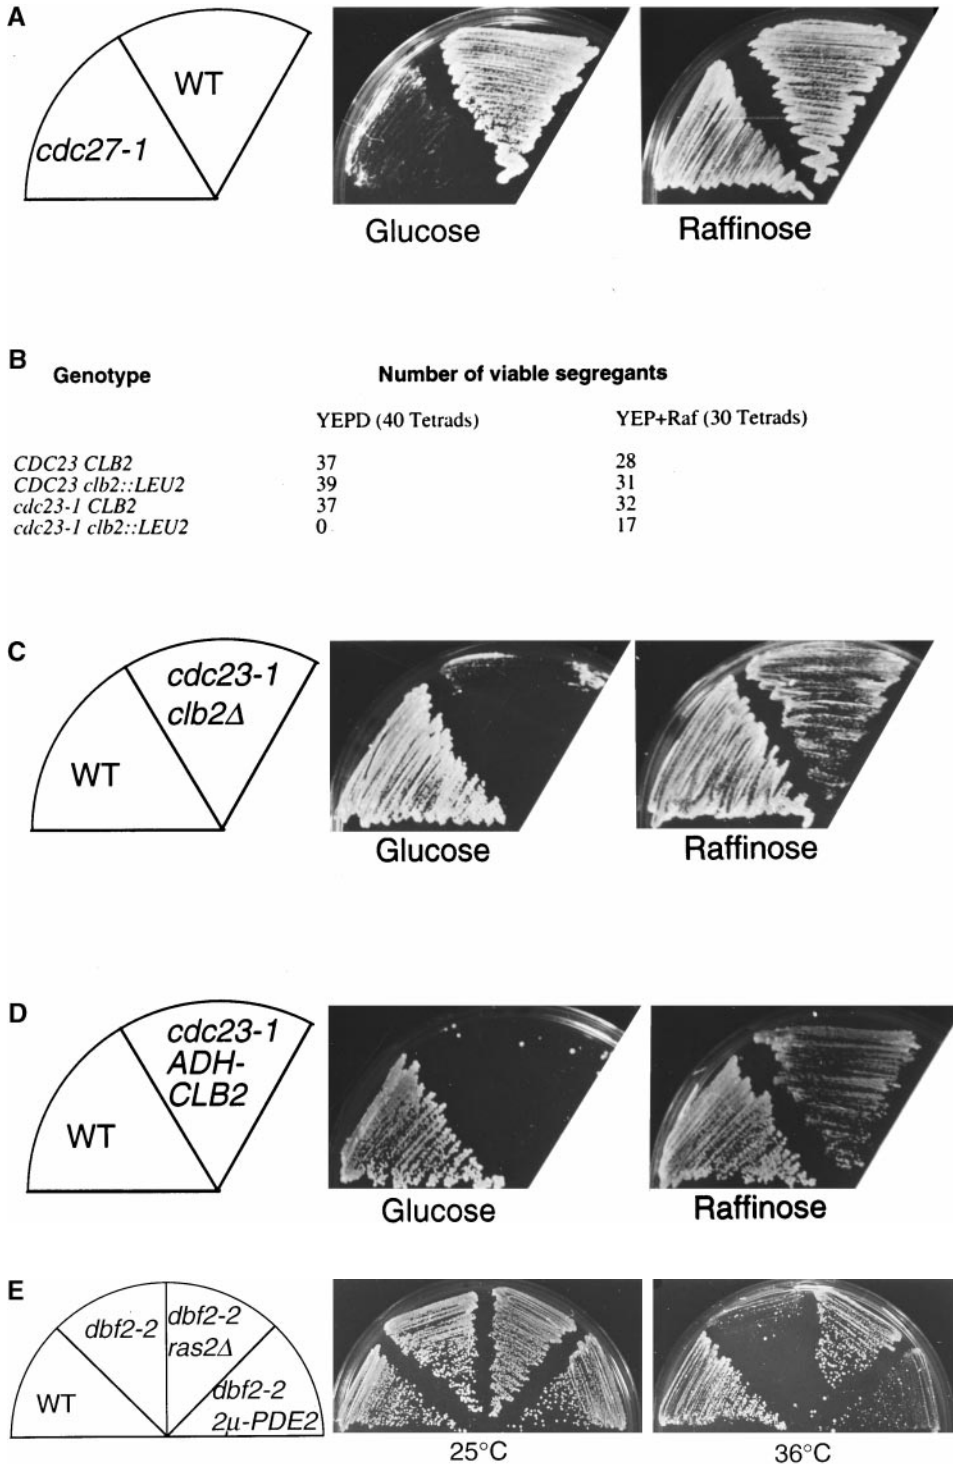 A
WT
cdc27-1
Glucose
Raffinose
B
Genotype
Number of viable segregants
YEPD (40 Tetrads)
YEP+Raf (30 Tetrads)
CDC23 CLB2
37
28
CDC23 clb2::LEU2
39
31
cdc23-1 CLB2
37
32
cdc23-1 clb2::LEU2
0
17
C
cdc23-1
clb2Δ
WT
Glucose
Raffinose
D
cdc23-1
ADH-
CLB2
WT
Glucose
Raffinose
E
dbf2-2
dbf2-2
ras2Δ
WT
dbf2-2
2μ-PDE2
25°C
36°C